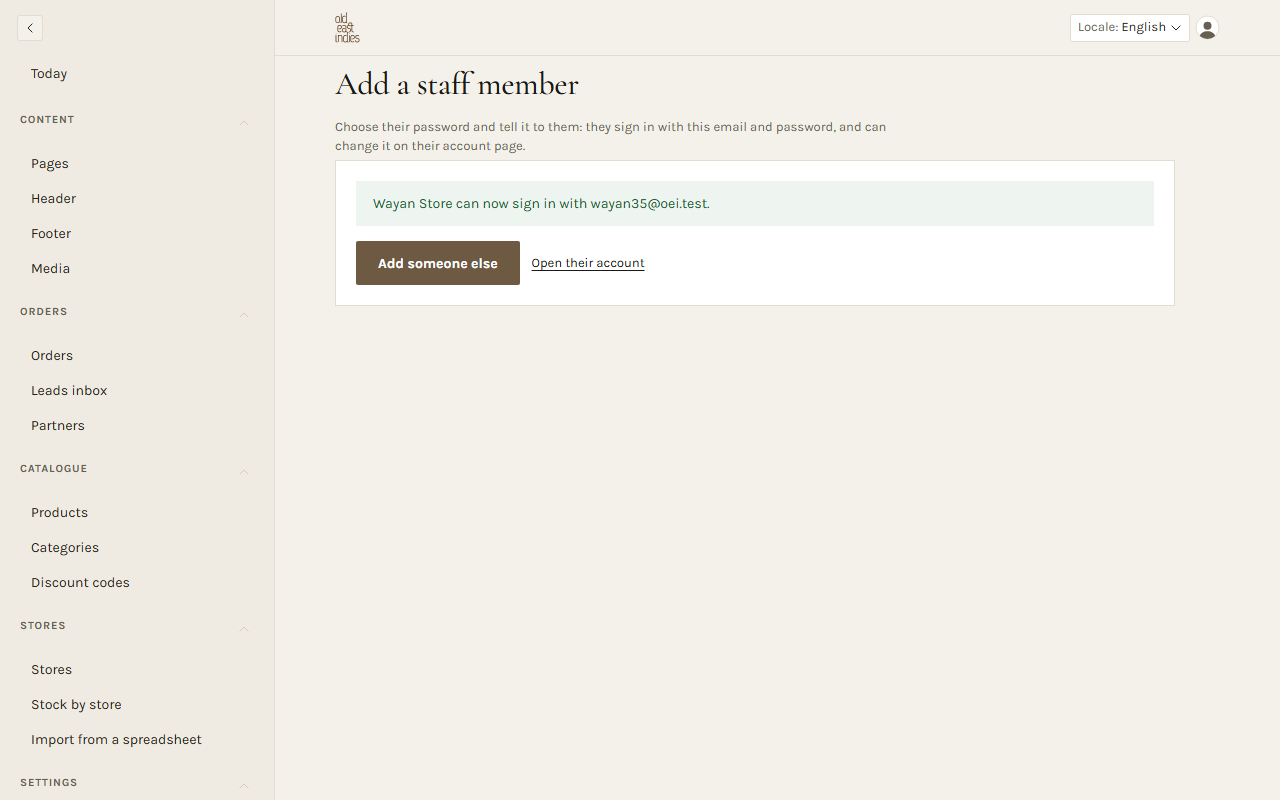 old
east
indies
Locale: English
Today
CONTENT
Pages
Header
Footer
Media
ORDERS
Orders
Leads inbox
Partners
CATALOGUE
Products
Categories
Discount codes
STORES
Stores
Stock by store
Import from a spreadsheet
SETTINGS
Add a staff member
Choose their password and tell it to them: they sign in with this email and password, and can
change it on their account page.
Wayan Store can now sign in with wayan35@oei.test.
Add someone else
Open their account